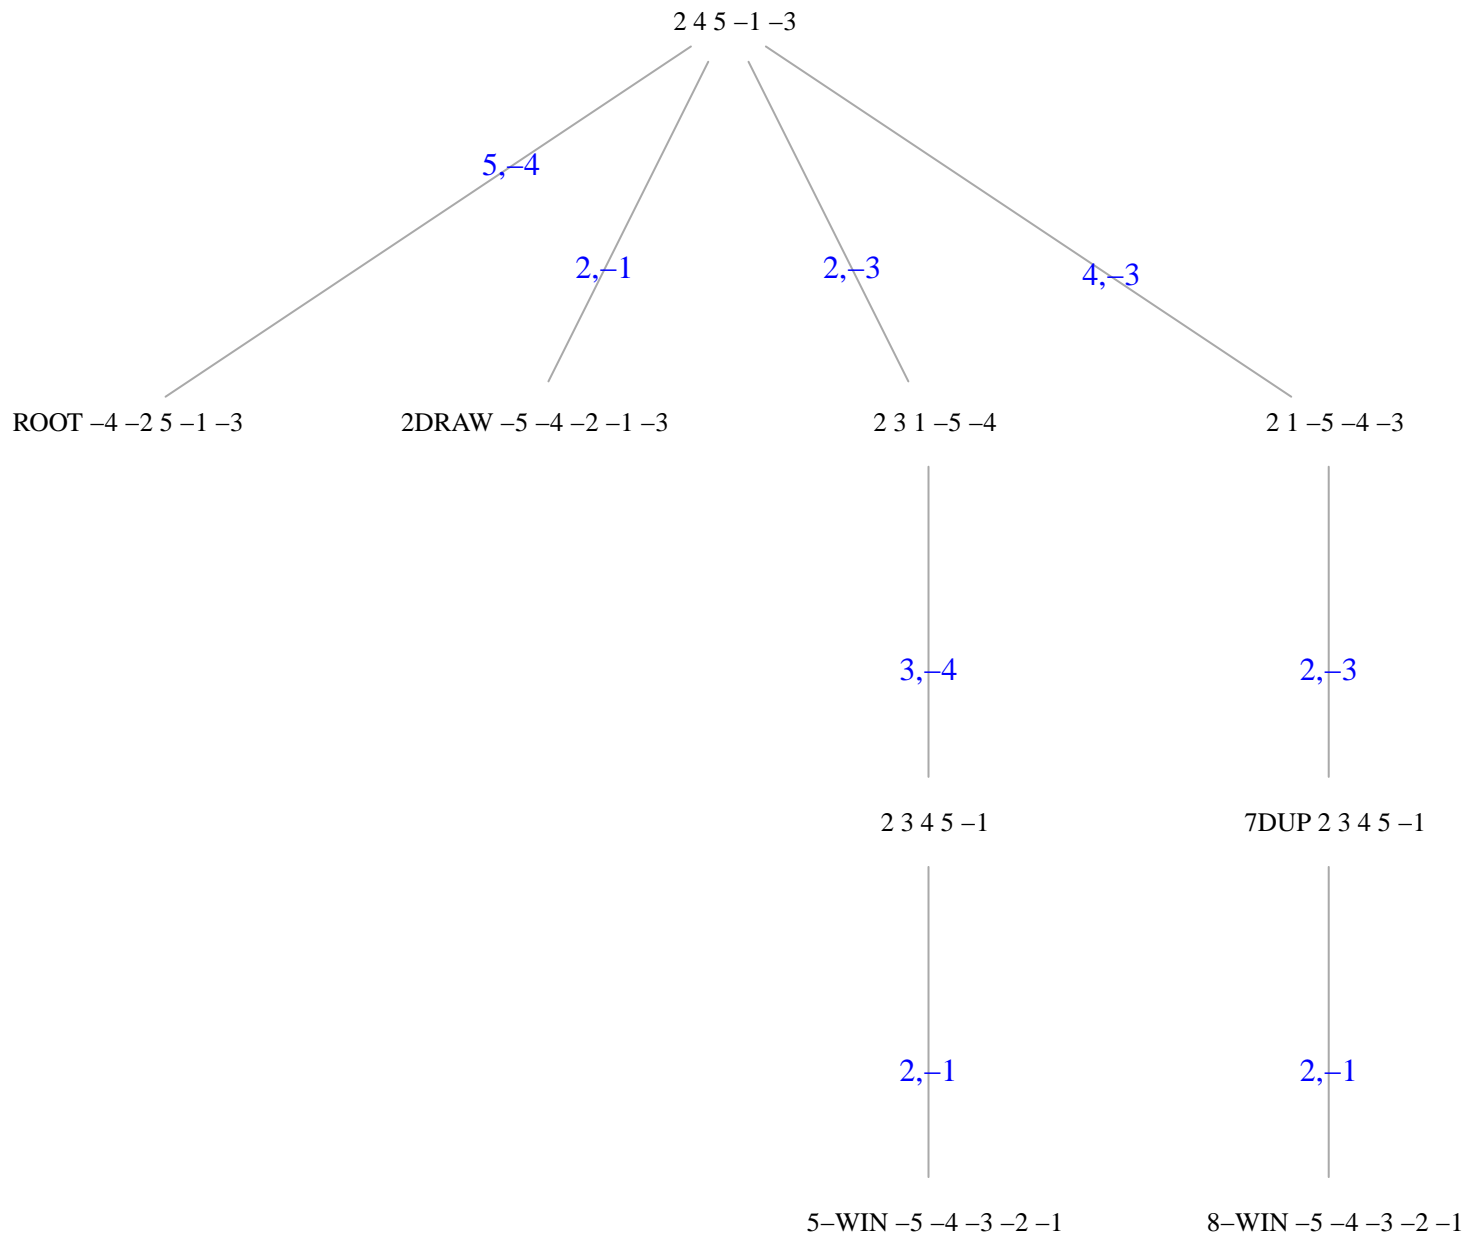 2 4 5 –1 –3
5,–4
2,–1
2,–3
4,–3
ROOT –4 –2 5 –1 –3
2DRAW –5 –4 –2 –1 –3
2 3 1 –5 –4
2 1 –5 –4 –3
3,–4
2,–3
2 3 4 5 –1
7DUP 2 3 4 5 –1
2,–1
2,–1
5–WIN –5 –4 –3 –2 –1
8–WIN –5 –4 –3 –2 –1